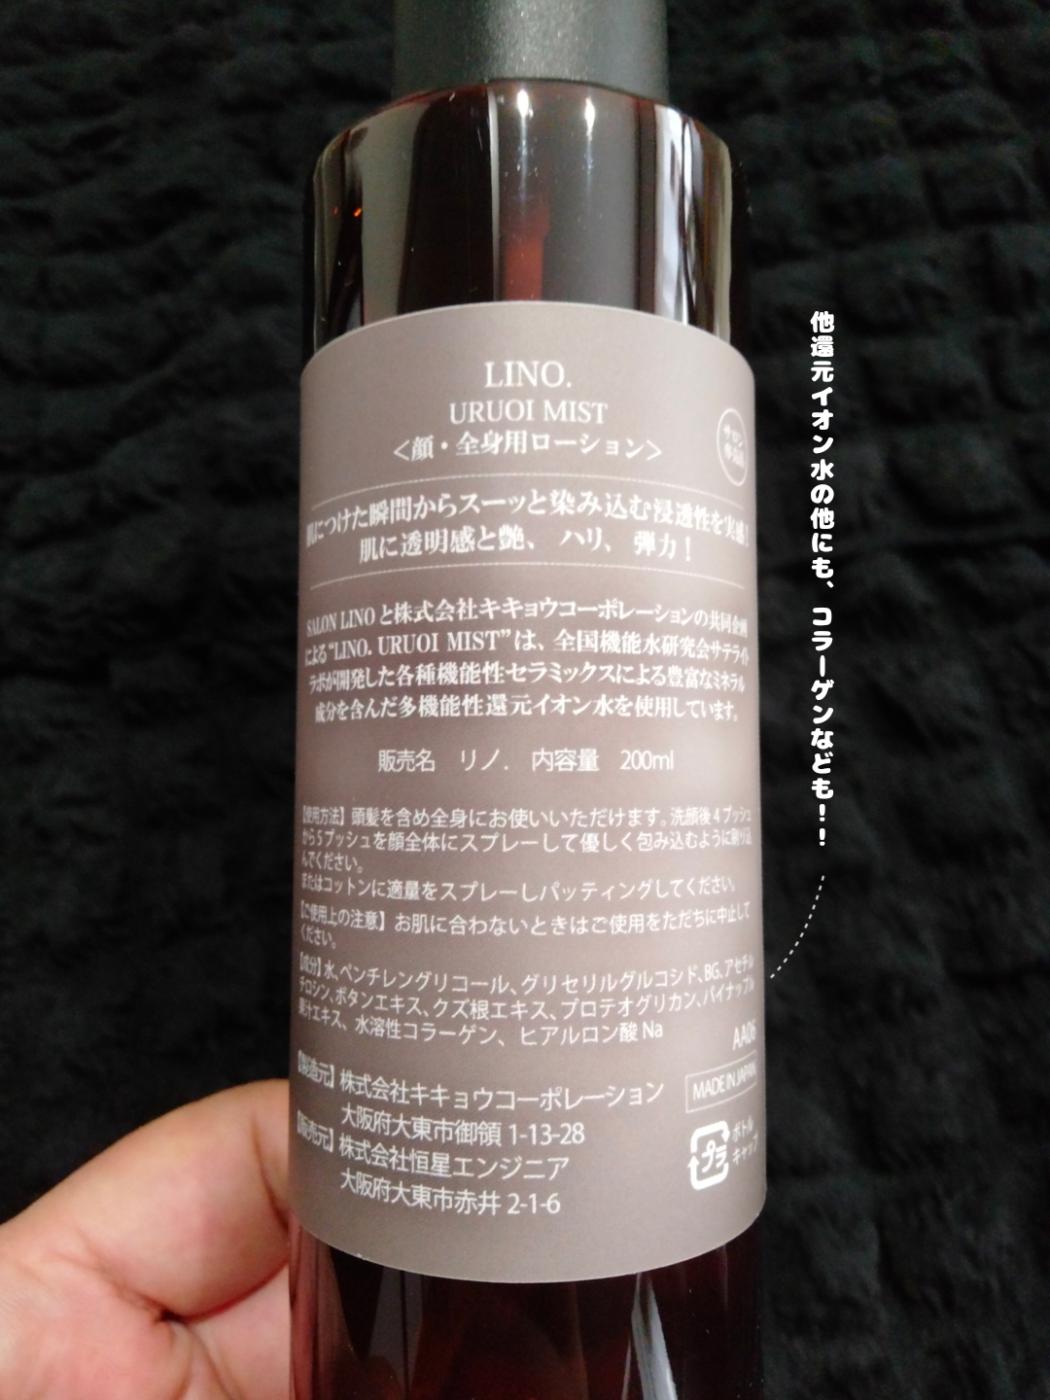 LINO.
URUOI MIST
<顔・全身用ローション>
サロン
肌につけた瞬間からスーッと染み込む浸透性を実感！
肌に透明感と艶、 ハリ、 弾力！
SALON LINO と株式会社キキョウコーポレーションの共同企画
による“LINO. URUOI MIST”は、全国機能水研究会サテライト
ラボが開発した各種機能性セラミックスによる豊富なミネラル
成分を含んだ多機能性還元イオン水を使用しています。
販売名 リノ. 内容量 200ml
【使用方法】頭髪を含め全身にお使いいただけます。洗顔後4プッシュ
から5プッシュを顔全体にスプレーして優しく包み込むように刷り込
んでください。
またはコットンに適量をスプレーしパッティングしてください。
【ご使用上の注意】お肌に合わないときはご使用をただちに中止して
ください。
【成分】水、ペンチレングリコール、グリセリルグルコシド、BG、アセチル
チロシン、ボタンエキス、クズ根エキス、プロテオグリカン、パイナップル
果汁エキス、水溶性コラーゲン、ヒアルロン酸Na
AA06
【製造元】株式会社キキョウコーポレーション
大阪府大東市御領 1-13-28
【販売元】株式会社恒星エンジニア
大阪府大東市赤井 2-1-6
MADE IN JAPAN
プラ
ボトル
キャップ
他還元イオン水の他にも、コラーゲンなども！！